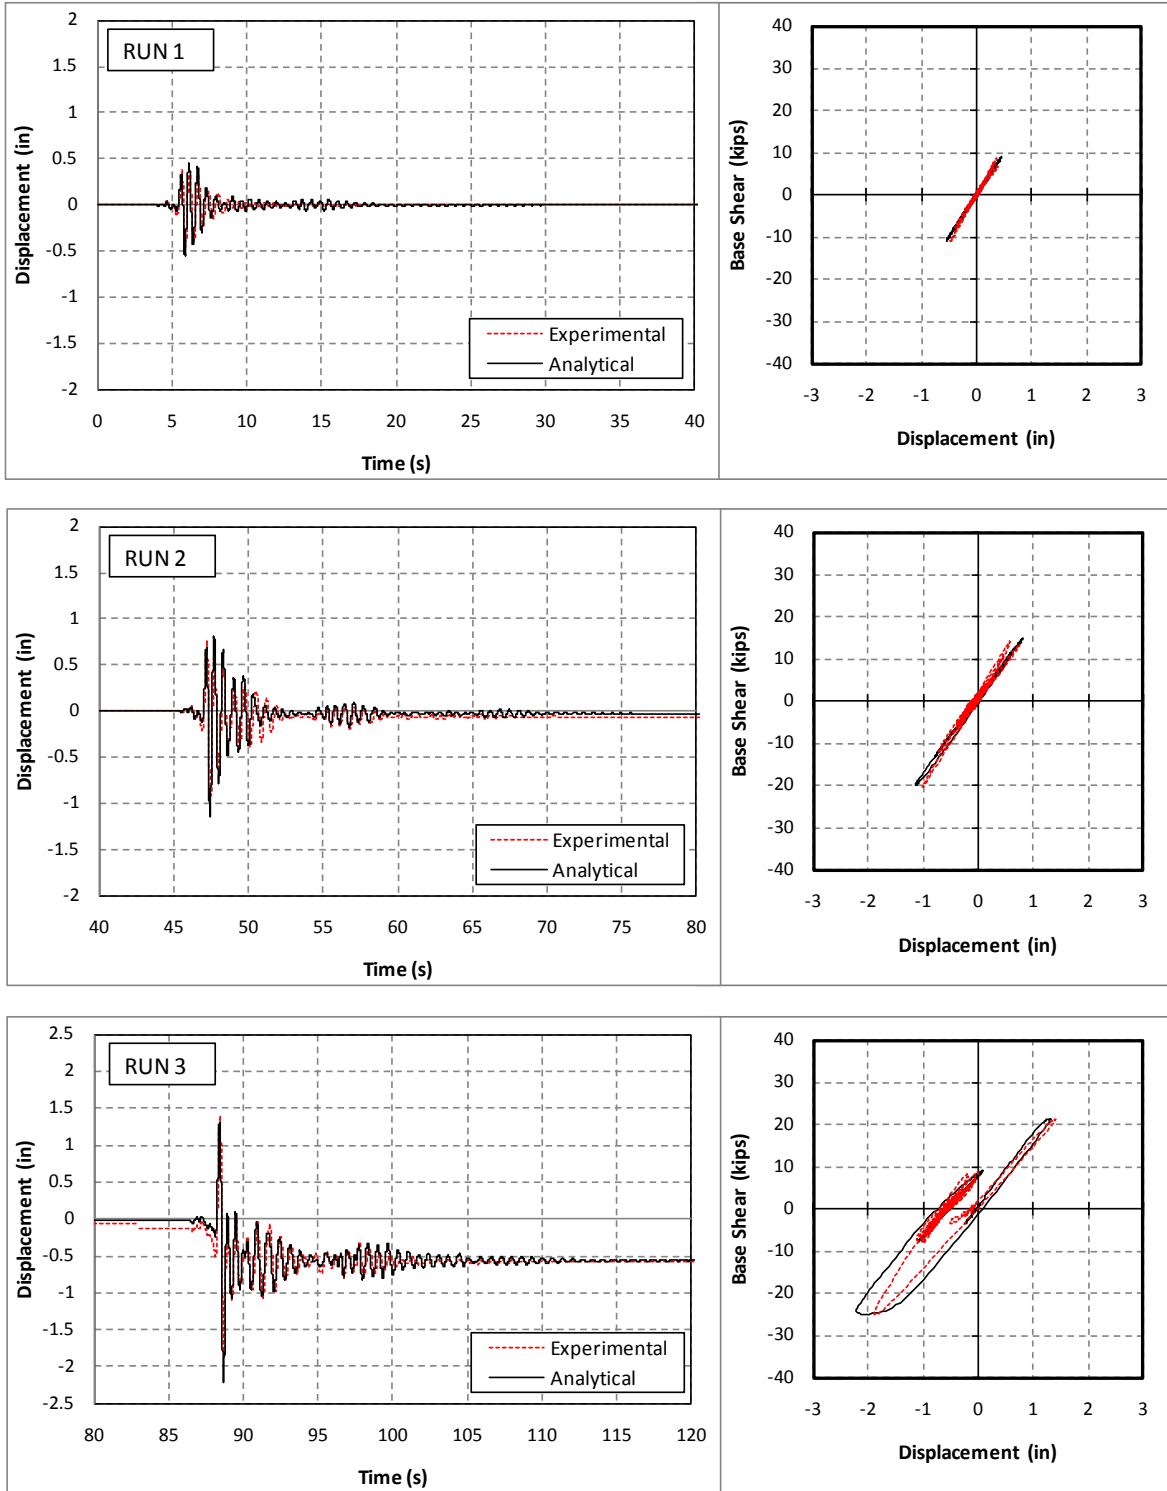 RUN 1
2
1.5
1
0.5
0
-0.5
-1
-1.5
-2
Displacement (in)
Experimental
Analytical
0 5 10 15 20 25 30 35 40
Time (s)
40
30
20
10
0
-10
-20
-30
-40
Base Shear (kips)
-3 -2 -1 0 1 2 3
Displacement (in)
RUN 2
2
1.5
1
0.5
0
-0.5
-1
-1.5
-2
Displacement (in)
Experimental
Analytical
40 45 50 55 60 65 70 75 80
Time (s)
40
30
20
10
0
-10
-20
-30
-40
Base Shear (kips)
-3 -2 -1 0 1 2 3
Displacement (in)
RUN 3
2.5
2
1.5
1
0.5
0
-0.5
-1
-1.5
-2
-2.5
Displacement (in)
Experimental
Analytical
80 85 90 95 100 105 110 115 120
Time (s)
40
30
20
10
0
-10
-20
-30
-40
Base Shear (kips)
-3 -2 -1 0 1 2 3
Displacement (in)